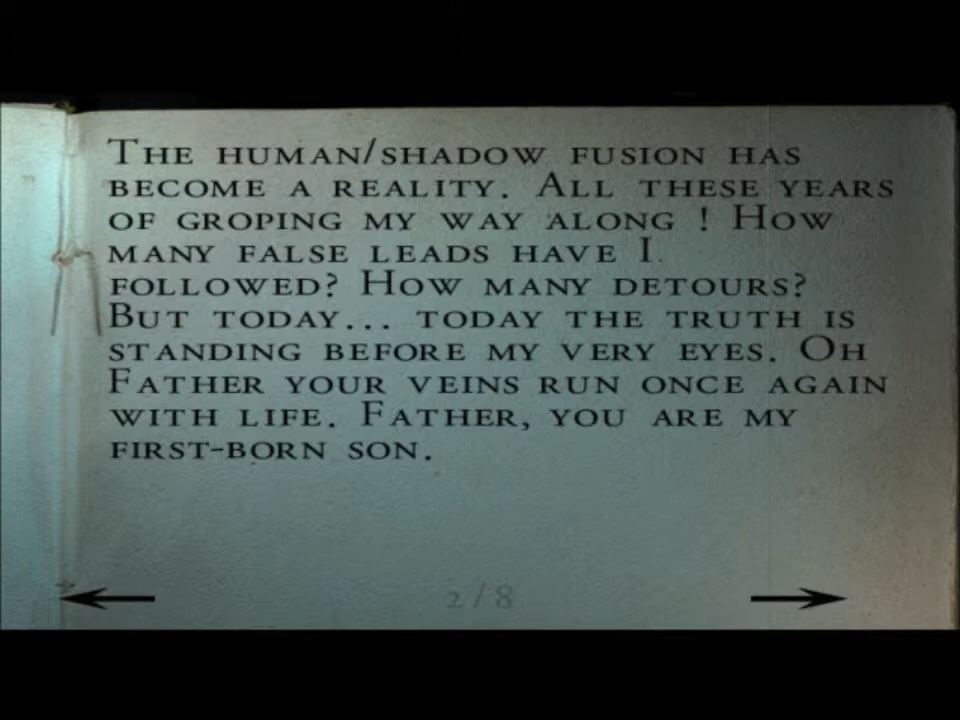 The human/shadow fusion has
become a reality. All these years
of groping my way along ! How
many false leads have I
followed? How many detours?
But today... today the truth is
standing before my very eyes. Oh
Father your veins run once again
with life. Father, you are my
first-born son.
2/8